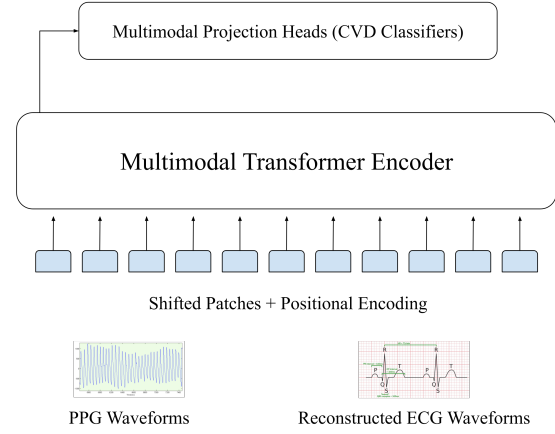 Multimodal Projection Heads (CVD Classifiers)
Multimodal Transformer Encoder
Shifted Patches + Positional Encoding
R R
P T P T
Q Q
S S
PPG Waveforms
Reconstructed ECG Waveforms